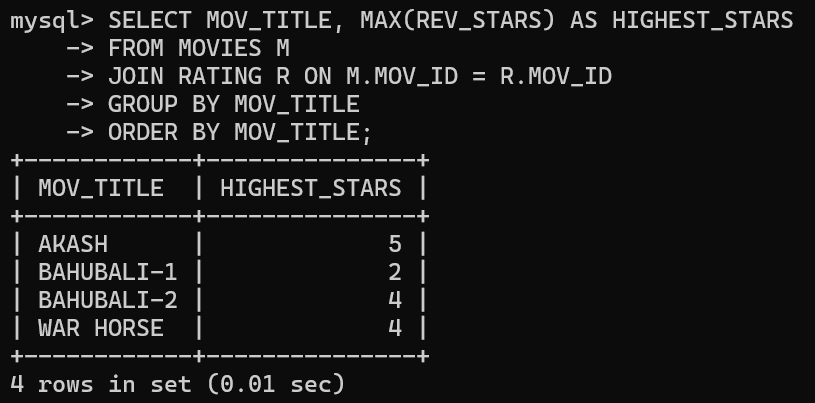 mysql> SELECT MOV_TITLE, MAX(REV_STARS) AS HIGHEST_STARS
    -> FROM MOVIES M
    -> JOIN RATING R ON M.MOV_ID = R.MOV_ID
    -> GROUP BY MOV_TITLE
    -> ORDER BY MOV_TITLE;
+------------+---------------+
| MOV_TITLE  | HIGHEST_STARS |
+------------+---------------+
| AKASH      |             5 |
| BAHUBALI-1 |             2 |
| BAHUBALI-2 |             4 |
| WAR HORSE  |             4 |
+------------+---------------+
4 rows in set (0.01 sec)